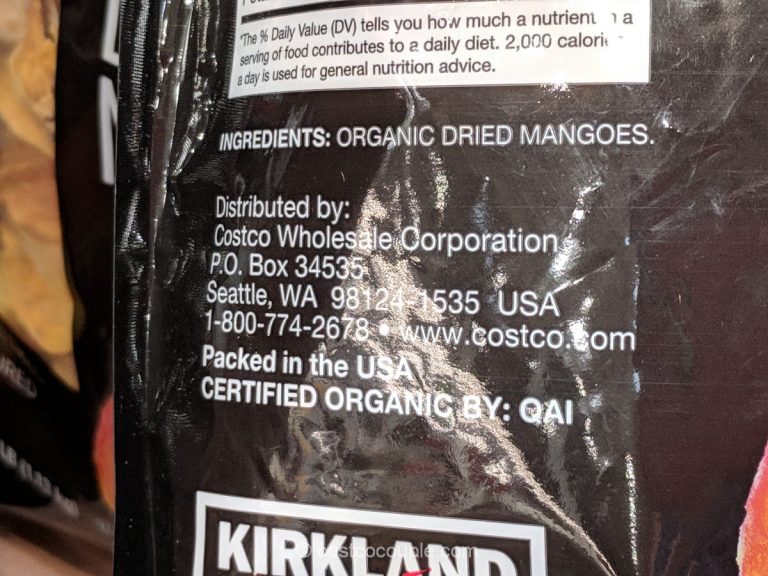 *The % Daily Value (DV) tells you how much a nutrient a
serving of food contributes to a daily diet. 2,000
a day is used for general nutrition advice.
INGREDIENTS: ORGANIC DRIED MANGOES.
Distributed by:
Costco Wholesale Corporation
P.O. Box 34535
Seattle, WA 98124-1535 USA
1-800-774-2678 • www.costco.com
Packed in the USA
CERTIFIED ORGANIC BY: QAI
KIRKLAND
costcocouple.com